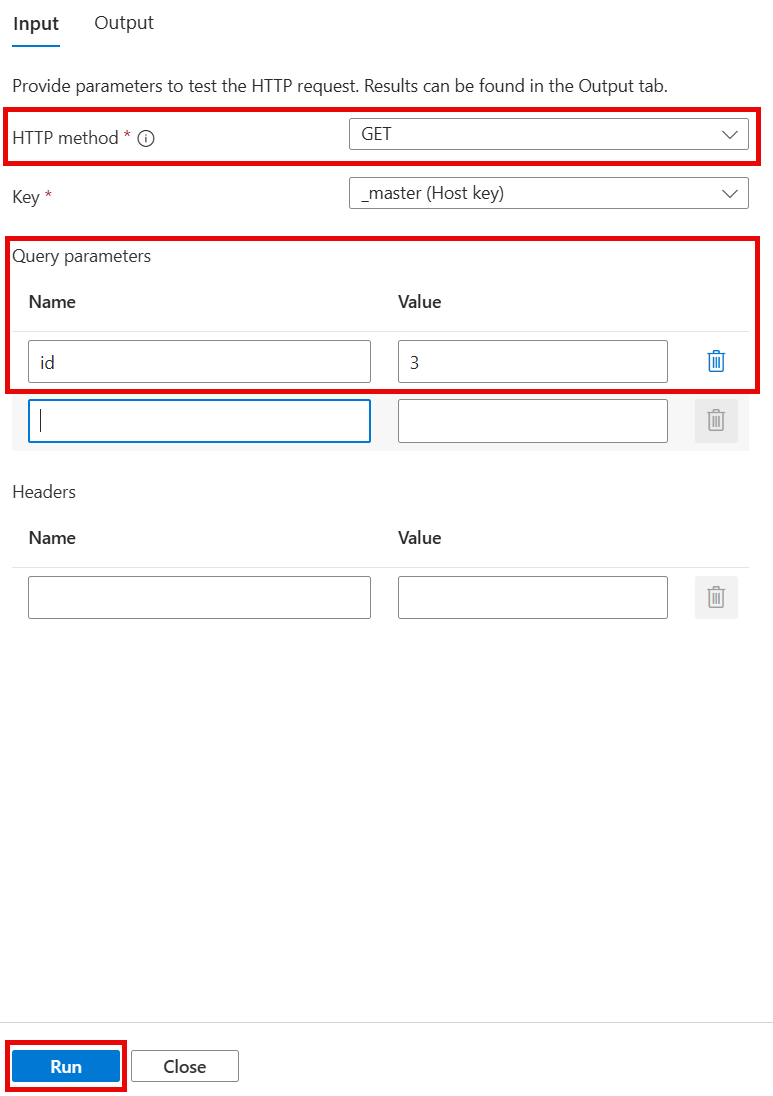 Input Output
Provide parameters to test the HTTP request. Results can be found in the Output tab.
HTTP method * GET
Key * _master (Host key)
Query parameters
Name Value
id 3
Headers
Name Value
Run Close